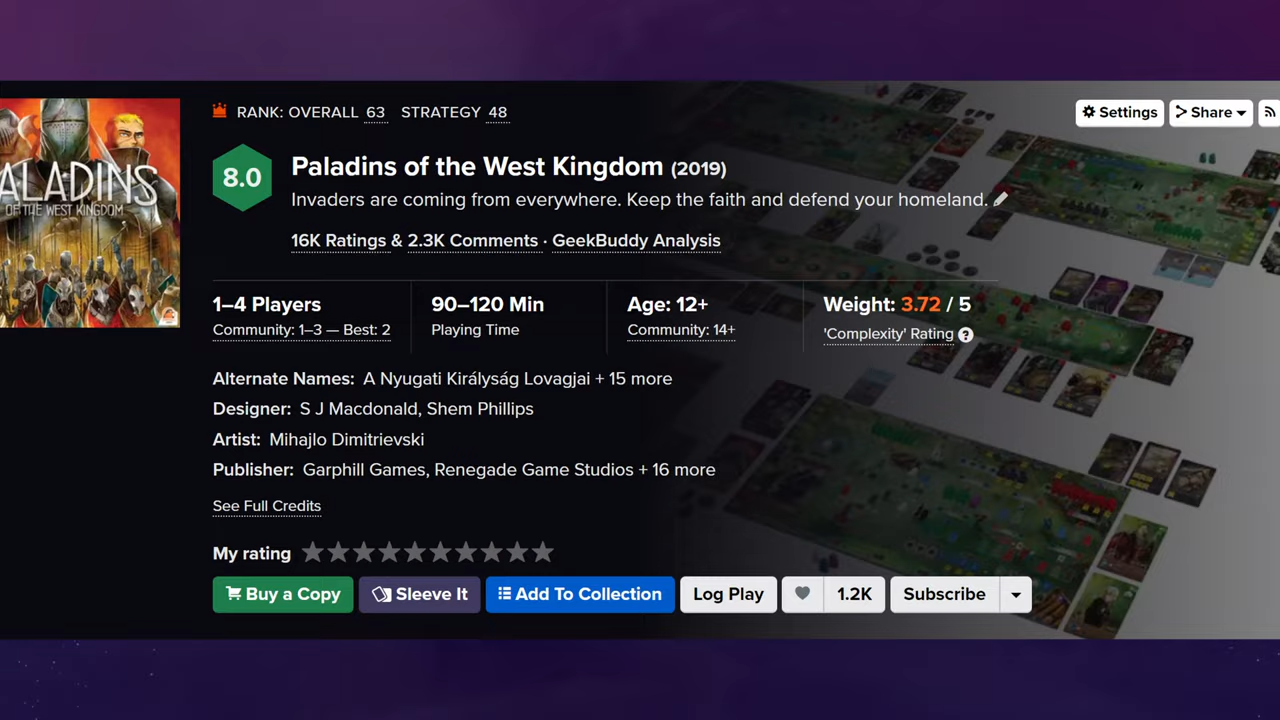 RANK: OVERALL 63 STRATEGY 48
Settings
Share
8.0
Paladins of the West Kingdom (2019)
Invaders are coming from everywhere. Keep the faith and defend your homeland.
16K Ratings & 2.3K Comments · GeekBuddy Analysis
ALADINS
OF THE WEST KINGDOM
1–4 Players
Community: 1–3 — Best: 2
90–120 Min
Playing Time
Age: 12+
Community: 14+
Weight: 3.72 / 5
'Complexity' Rating ?
Alternate Names: A Nyugati Királyság Lovagjai + 15 more
Designer: S J Macdonald, Shem Phillips
Artist: Mihajlo Dimitrievski
Publisher: Garphill Games, Renegade Game Studios + 16 more
See Full Credits
My rating
Buy a Copy
Sleeve It
Add To Collection
Log Play
1.2K
Subscribe